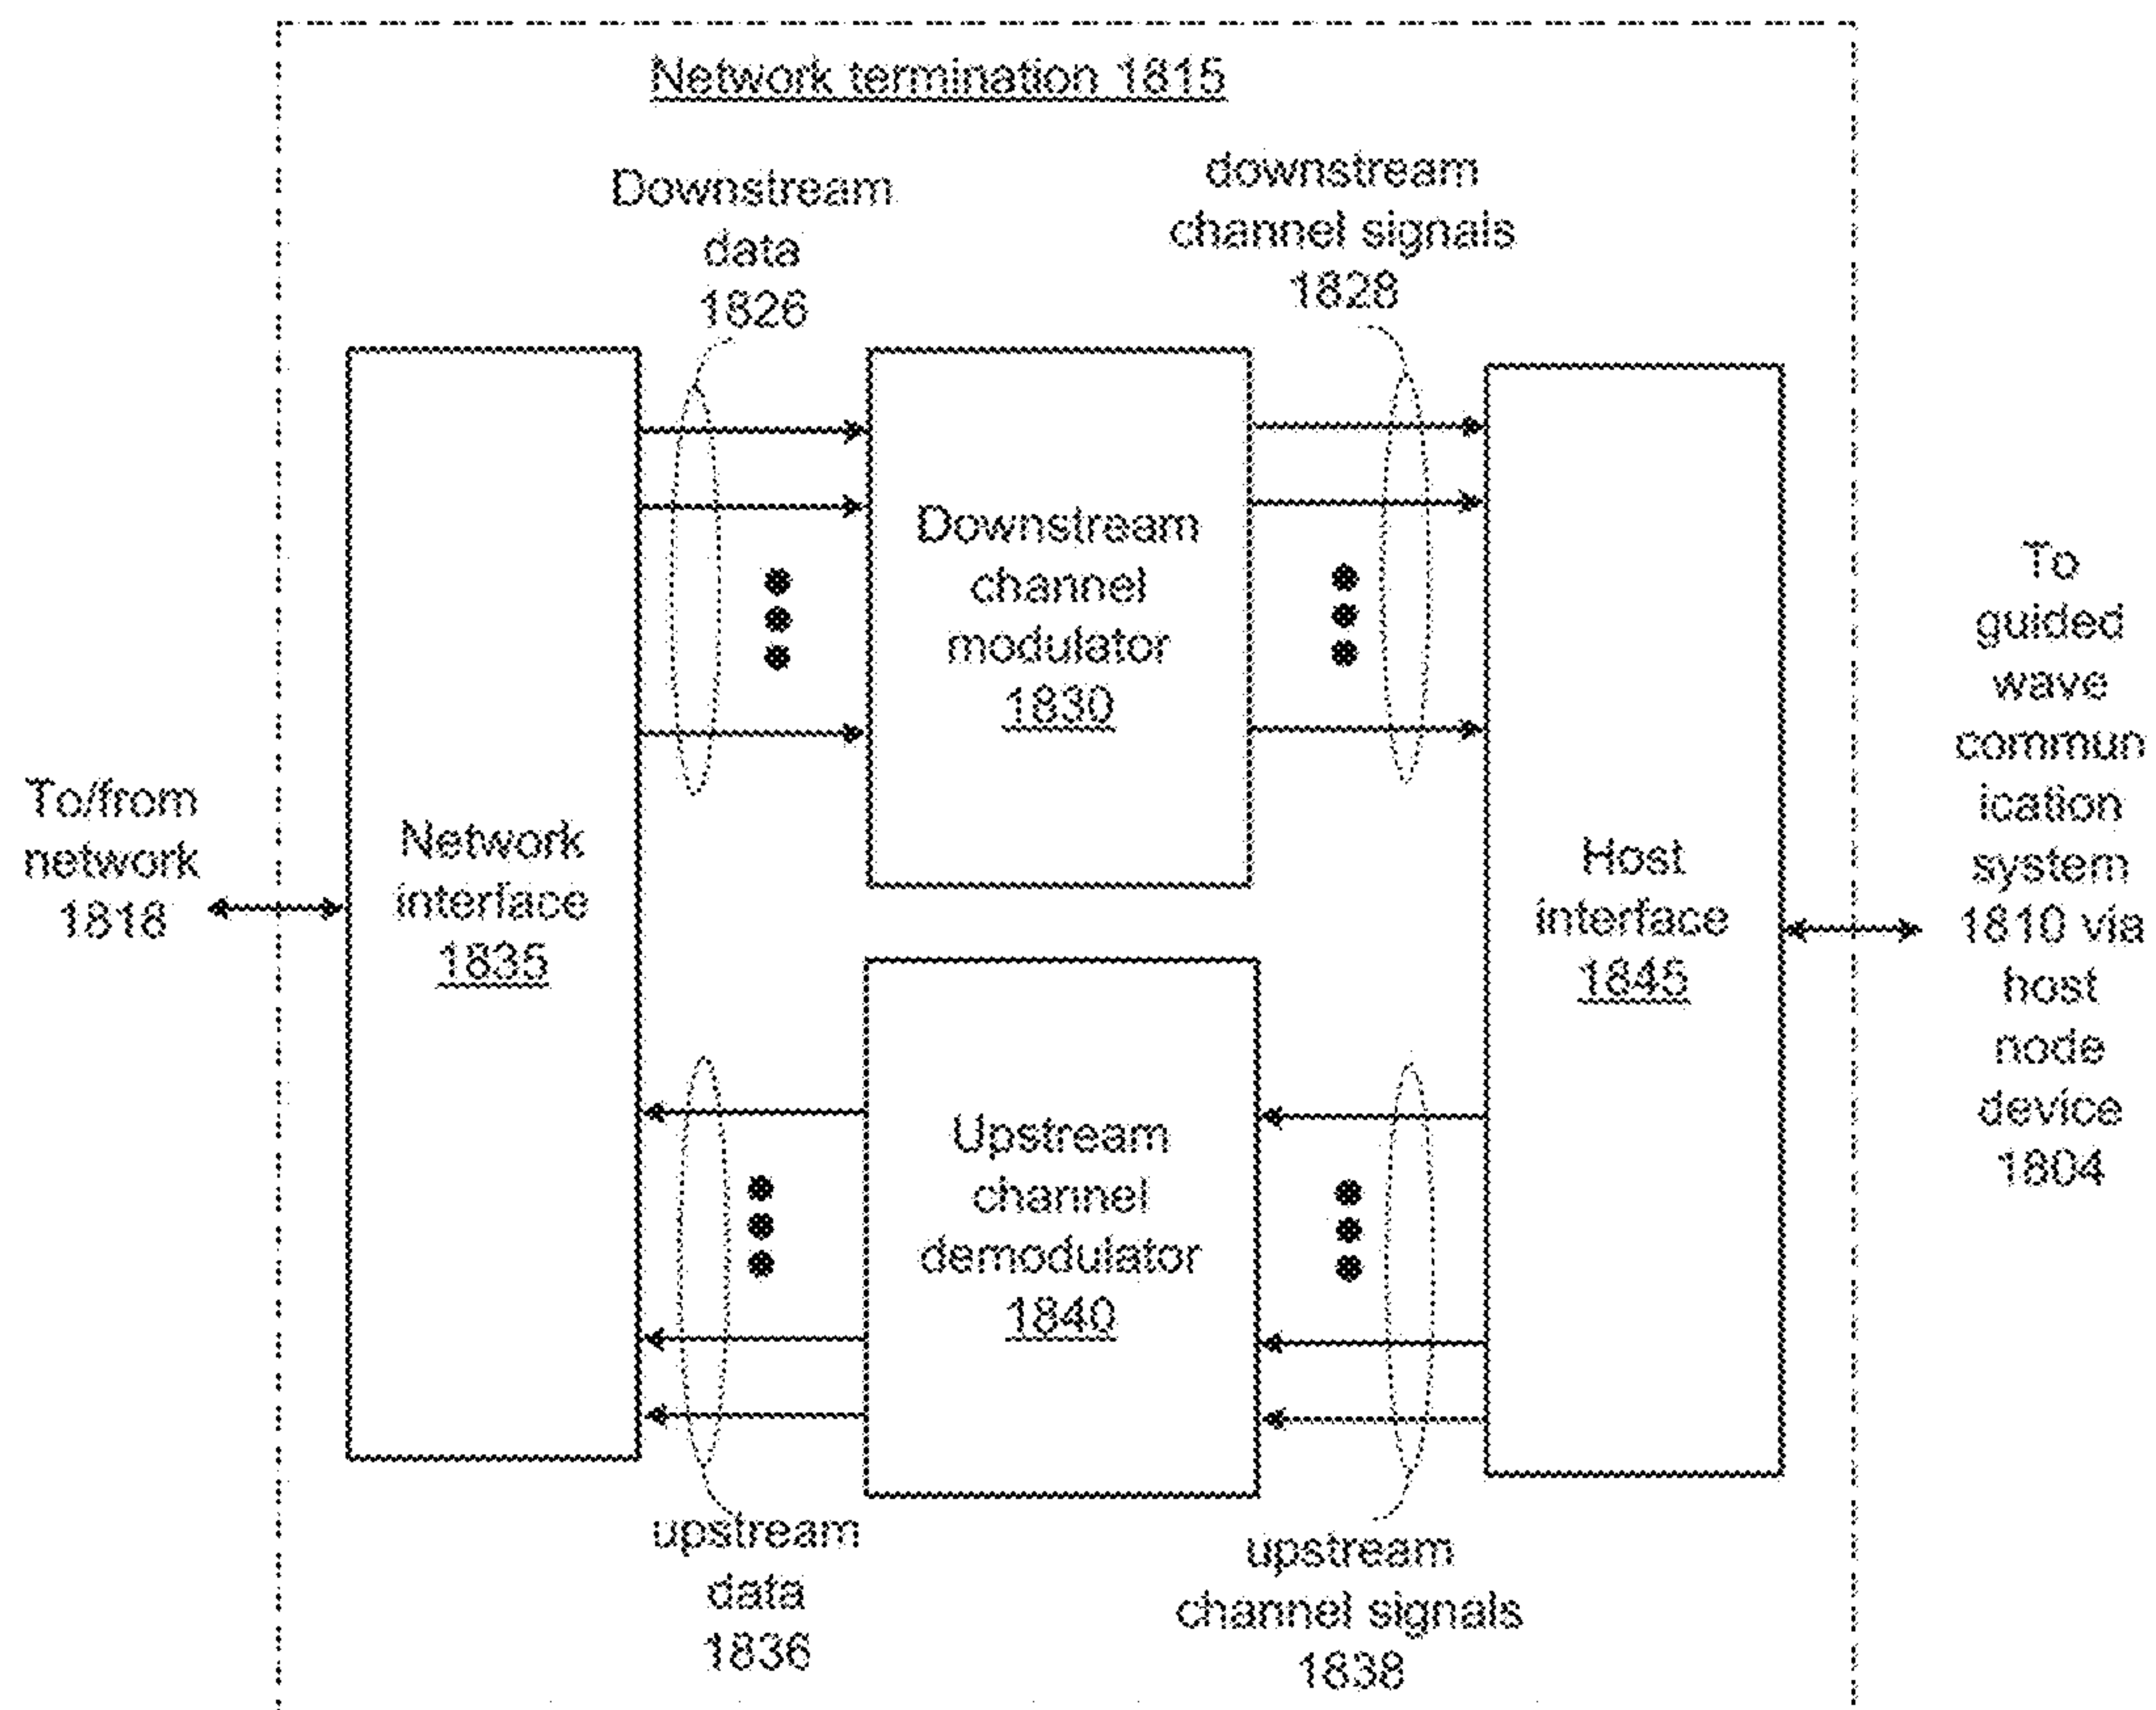 Network termination 1815
Downstream
data
1826
downstream
channel signals
1828
Downstream
channel
modulator
1830
To/from
network
1818
Network
interface
1835
Host
interface
1845
To
guided
wave
commun
ication
system
1810 via
host
node
device
1804
Upstream
channel
demodulator
1840
upstream
data
1836
upstream
channel signals
1838